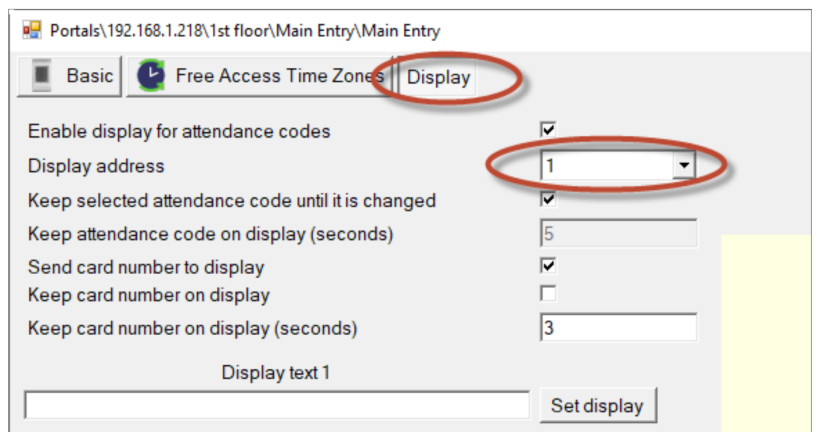 Portals\192.168.1.218\1st floor\Main Entry\Main Entry
Basic Free Access Time Zones Display
Enable display for attendance codes
Display address 1
Keep selected attendance code until it is changed
Keep attendance code on display (seconds) 5
Send card number to display
Keep card number on display
Keep card number on display (seconds) 3
Display text 1
Set display